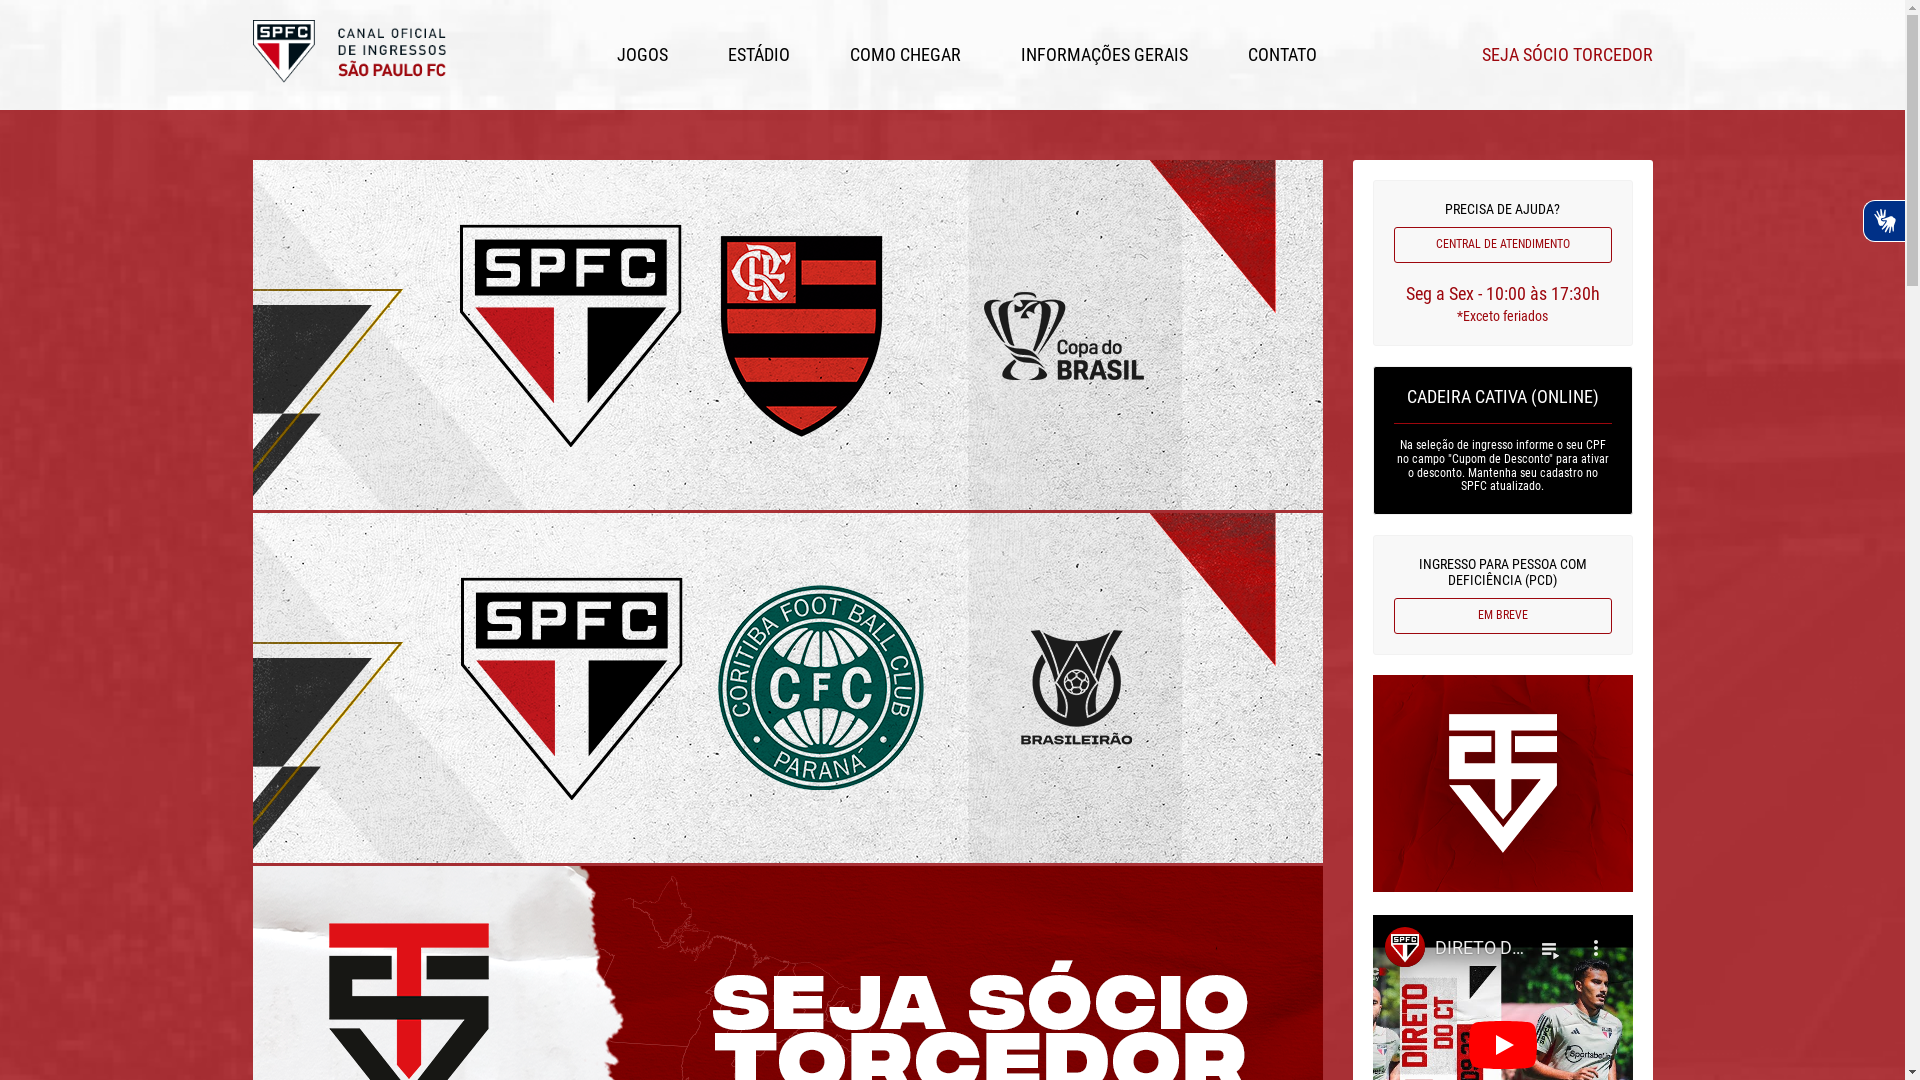 SPFC
CANAL OFICIAL
DE INGRESSOS
SÃO PAULO FC
JOGOS
ESTÁDIO
COMO CHEGAR
INFORMAÇÕES GERAIS
CONTATO
SEJA SÓCIO TORCEDOR
SPFC
CRF
Copa do
BRASIL
SPFC
CORITIBA FOOT BALL CLUB
CFC
PARANÁ
BRASILEIRÃO
SEJA SÓCIO
TORCEDOR
PRECISA DE AJUDA?
CENTRAL DE ATENDIMENTO
Seg a Sex - 10:00 às 17:30h
*Exceto feriados
CADEIRA CATIVA (ONLINE)
Na seleção de ingresso informe o seu CPF
no campo "Cupom de Desconto" para ativar
o desconto. Mantenha seu cadastro no
SPFC atualizado.
INGRESSO PARA PESSOA COM
DEFICIÊNCIA (PCD)
EM BREVE
SPFC
DIRETO D...
DIRETO
DO CT